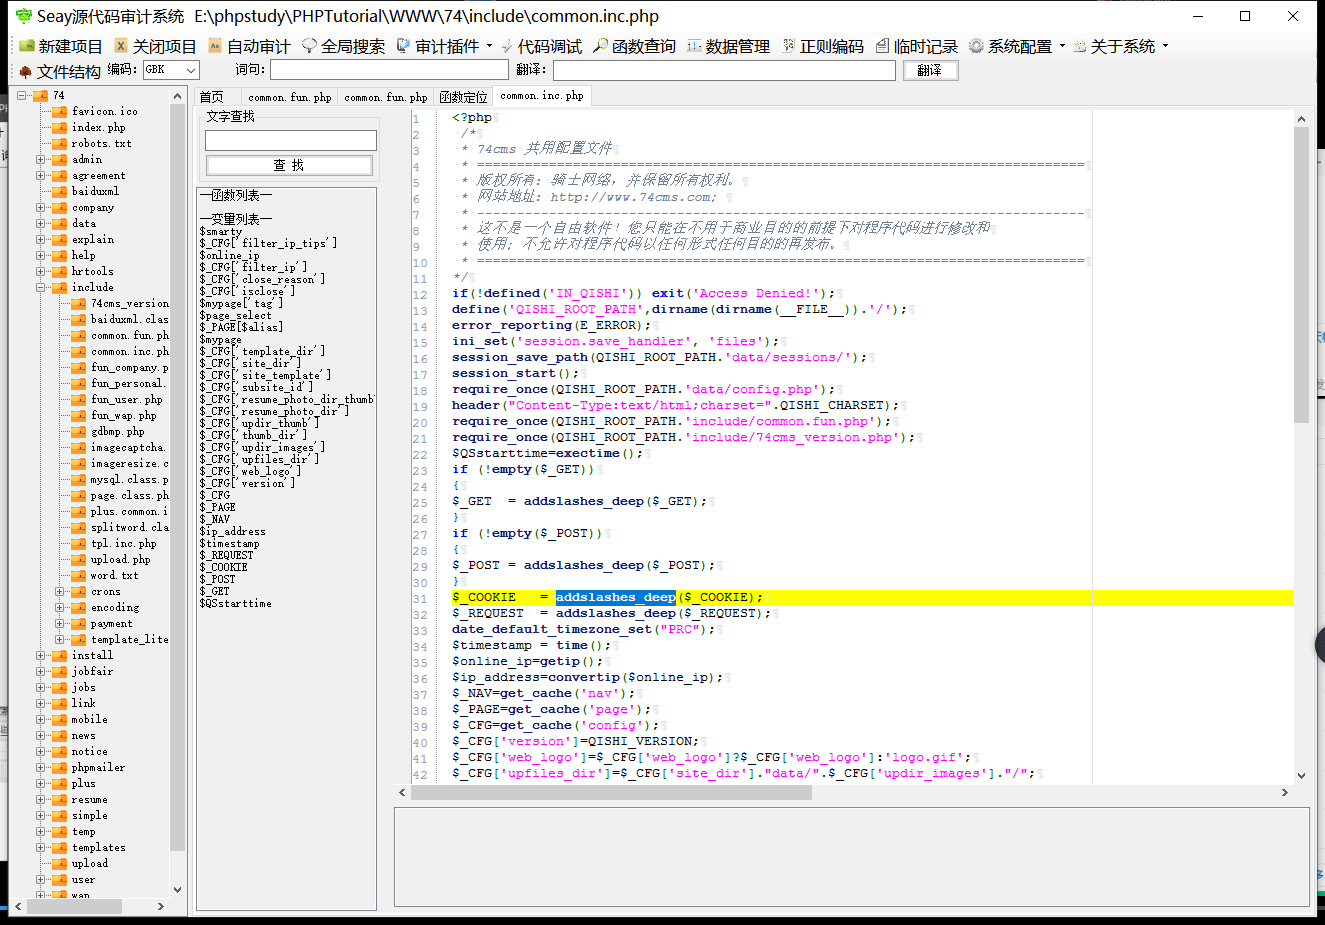 Seay源代码审计系统   E:\phpstudy\PHPTutorial\WWW\74\include\common.inc.php
新建项目 关闭项目 自动审计 全局搜索 审计插件 代码调试 函数查询 数据管理 正则编码 临时记录 系统配置 关于系统
文件结构 编码: GBK 词句: 翻译: 翻译
74
favicon.ico
index.php
robots.txt
admin
agreement
baiduxml
company
data
explain
help
hrtools
include
74cms_version
baiduxml.clas
common.fun.ph
common.inc.ph
fun_company.p
fun_personal.
fun_user.php
fun_wap.php
gdbmp.php
imagecaptcha.
imageresize.c
mysql.class.p
page.class.ph
plus.common.i
splitword.cla
tpl.inc.php
upload.php
word.txt
crons
encoding
payment
template_lite
install
jobfair
jobs
link
mobile
news
notice
phpmailer
plus
resume
simple
temp
templates
upload
user
wap
首页 common.fun.php common.fun.php 函数定位 common.inc.php
文字查找
查 找
一函数列表一
一变量列表一
$smarty
$_CFG['filter_ip_tips']
$online_ip
$_CFG['filter_ip']
$_CFG['close_reason']
$_CFG['isclose']
$mypage['tag']
$page_select
$_PAGE[$alias]
$mypage
$_CFG['template_dir']
$_CFG['site_dir']
$_CFG['site_template']
$_CFG['subsite_id']
$_CFG['resume_photo_dir_thumb'
$_CFG['resume_photo_dir']
$_CFG['updir_thumb']
$_CFG['thumb_dir']
$_CFG['updir_images']
$_CFG['upfiles_dir']
$_CFG['web_logo']
$_CFG['version']
$_CFG
$_PAGE
$_NAV
$ip_address
$timestamp
$_REQUEST
$_COOKIE
$_POST
$_GET
$QSstarttime
1 <?php
2 /*
3 * 74cms 共用配置文件
4 * ============================================================================
5 * 版权所有: 骑士网络，并保留所有权利。
6 * 网站地址: http://www.74cms.com;
7 * ----------------------------------------------------------------------------
8 * 这不是一个自由软件！您只能在不用于商业目的的前提下对程序代码进行修改和
9 * 使用；不允许对程序代码以任何形式任何目的的再发布。
10 * ============================================================================
11 */
12 if(!defined('IN_QISHI')) exit('Access Denied!');
13 define('QISHI_ROOT_PATH',dirname(dirname(__FILE__)).'/');
14 error_reporting(E_ERROR);
15 ini_set('session.save_handler', 'files');
16 session_save_path(QISHI_ROOT_PATH.'data/sessions/');
17 session_start();
18 require_once(QISHI_ROOT_PATH.'data/config.php');
19 header("Content-Type:text/html;charset=".QISHI_CHARSET);
20 require_once(QISHI_ROOT_PATH.'include/common.fun.php');
21 require_once(QISHI_ROOT_PATH.'include/74cms_version.php');
22 $QSstarttime=exectime();
23 if (!empty($_GET))
24 {
25 $_GET  = addslashes_deep($_GET);
26 }
27 if (!empty($_POST))
28 {
29 $_POST = addslashes_deep($_POST);
30 }
31 $_COOKIE   = addslashes_deep($_COOKIE);
32 $_REQUEST  = addslashes_deep($_REQUEST);
33 date_default_timezone_set("PRC");
34 $timestamp = time();
35 $online_ip=getip();
36 $ip_address=convertip($online_ip);
37 $_NAV=get_cache('nav');
38 $_PAGE=get_cache('page');
39 $_CFG=get_cache('config');
40 $_CFG['version']=QISHI_VERSION;
41 $_CFG['web_logo']=$_CFG['web_logo']?$_CFG['web_logo']:'logo.gif';
42 $_CFG['upfiles_dir']=$_CFG['site_dir']."data/".$_CFG['updir_images']."/";